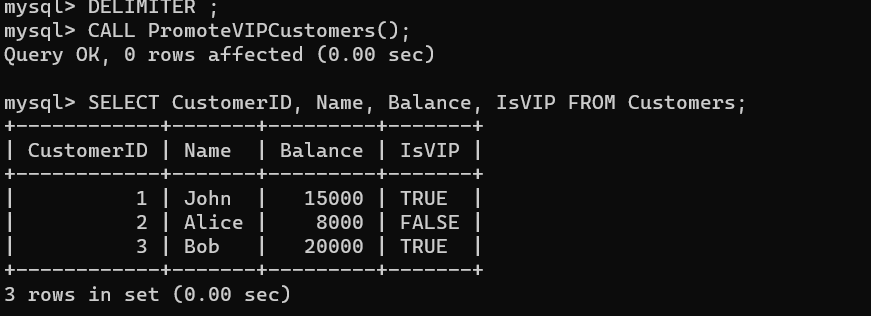 mysql> DELIMITER ;
mysql> CALL PromoteVIPCustomers();
Query OK, 0 rows affected (0.00 sec)

mysql> SELECT CustomerID, Name, Balance, IsVIP FROM Customers;
+------------+-------+---------+-------+
| CustomerID | Name  | Balance | IsVIP |
+------------+-------+---------+-------+
|          1 | John  |   15000 | TRUE  |
|          2 | Alice |    8000 | FALSE |
|          3 | Bob   |   20000 | TRUE  |
+------------+-------+---------+-------+
3 rows in set (0.00 sec)